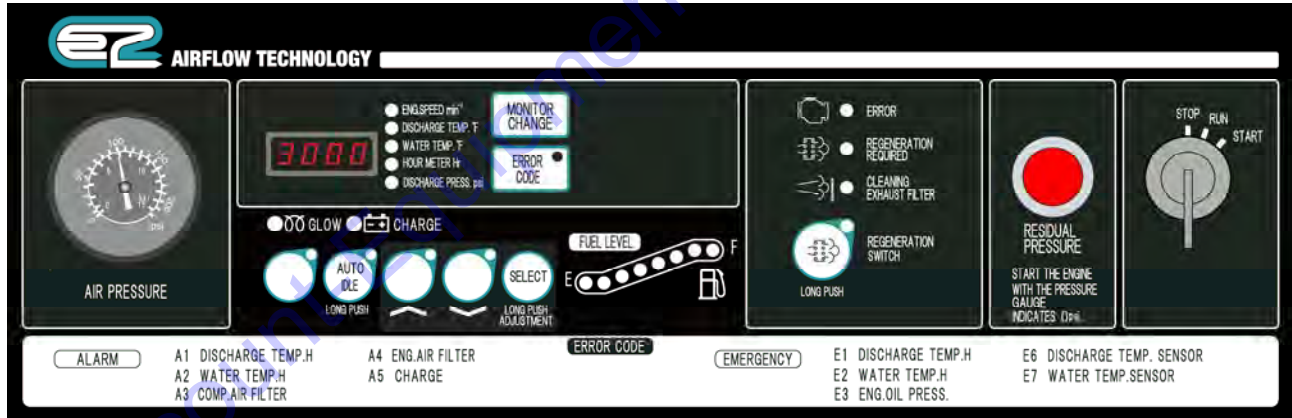 E2 AIRFLOW TECHNOLOGY
100
psi
AIR PRESSURE
3000
ENG.SPEED min⁻¹
DISCHARGE TEMP. °F
WATER TEMP. °F
HOUR METER Hr
DISCHARGE PRESS. psi
MONITOR
CHANGE
ERROR
CODE
GLOW
CHARGE
AUTO
IDLE
LONG PUSH
SELECT
LONG PUSH
ADJUSTMENT
FUEL LEVEL
E
F
ERROR
REGENERATION
REQUIRED
CLEANING
EXHAUST FILTER
REGENERATION
SWITCH
LONG PUSH
RESIDUAL
PRESSURE
START THE ENGINE
WITH THE PRESSURE
GAUGE
INDICATES 0psi.
STOP
RUN
START
ERROR CODE
ALARM
A1 DISCHARGE TEMP.H
A2 WATER TEMP.H
A3 COMP.AIR FILTER
A4 ENG.AIR FILTER
A5 CHARGE
EMERGENCY
E1 DISCHARGE TEMP.H
E2 WATER TEMP.H
E3 ENG.OIL PRESS.
E6 DISCHARGE TEMP. SENSOR
E7 WATER TEMP.SENSOR